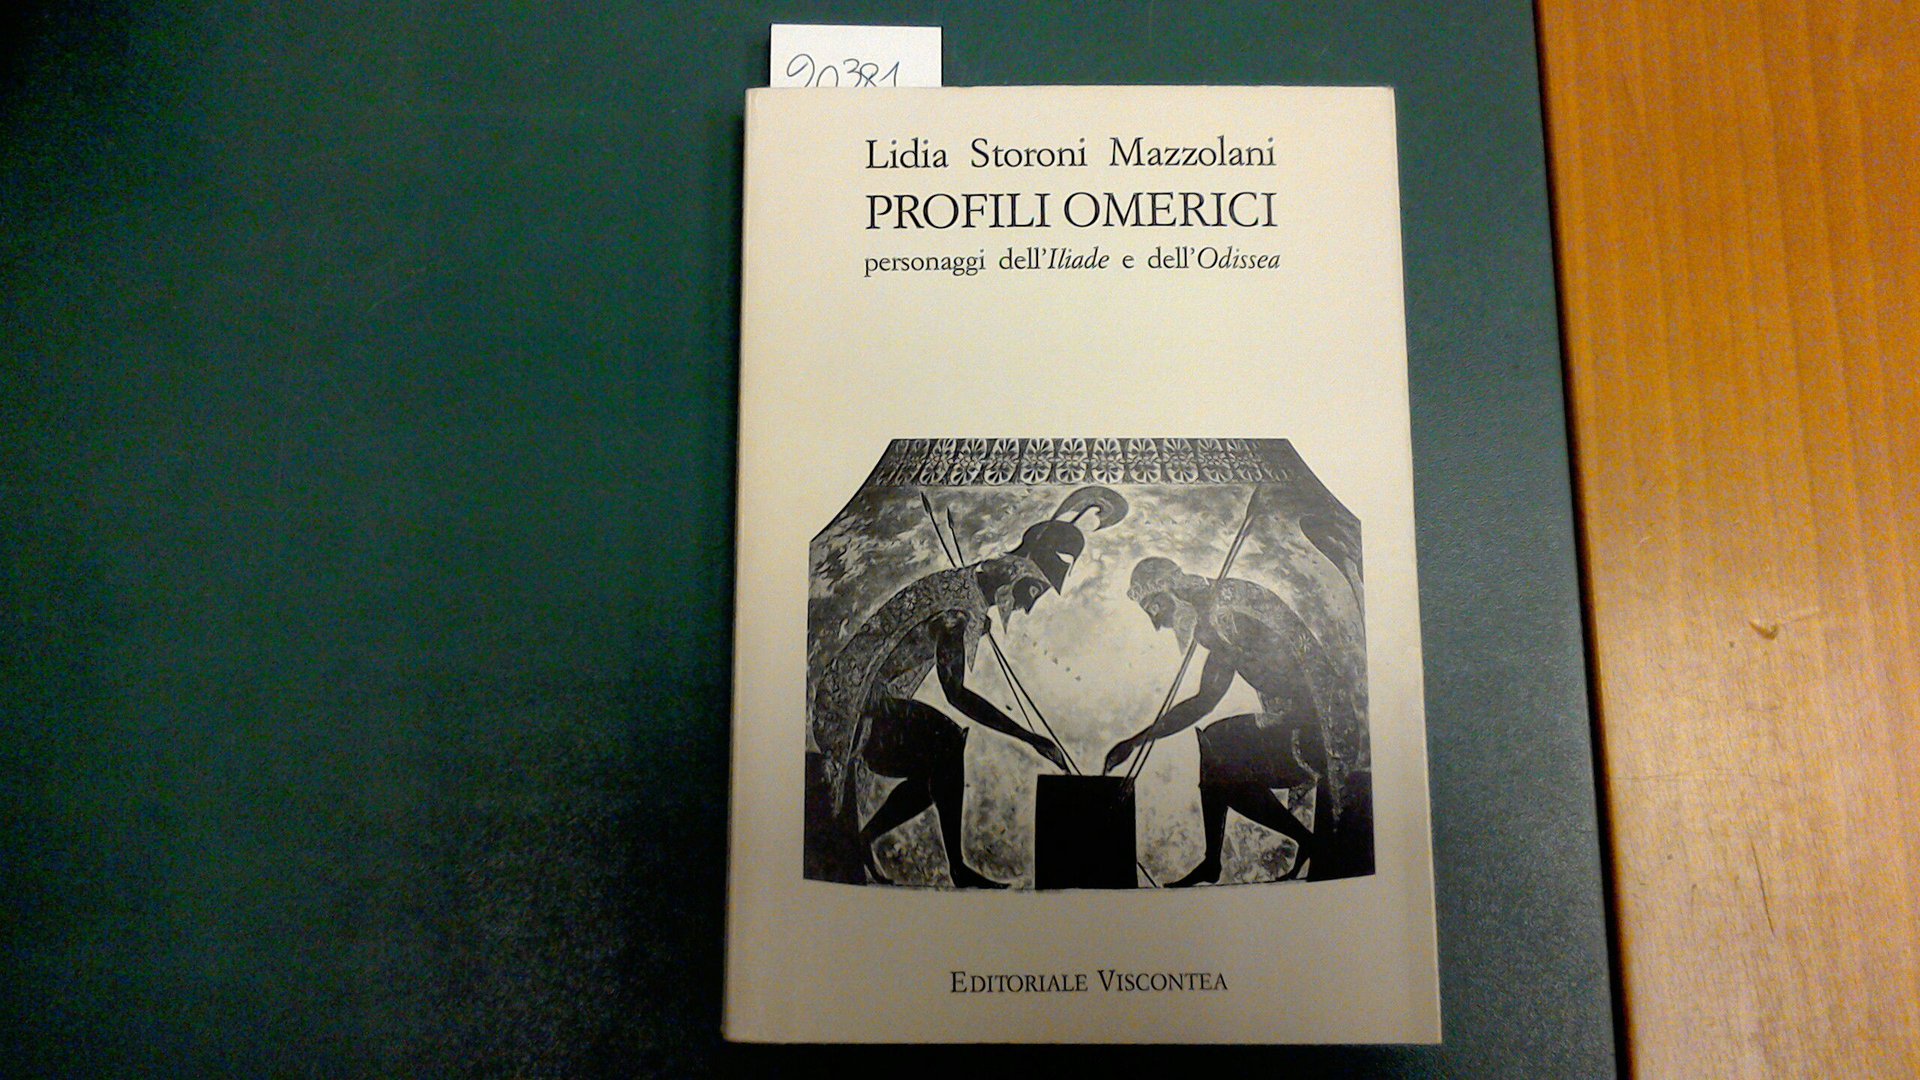 90381
Lidia Storoni Mazzolani
PROFILI OMERICI
personaggi dell'Iliade e dell'Odissea
EDITORIALE VISCONTEA